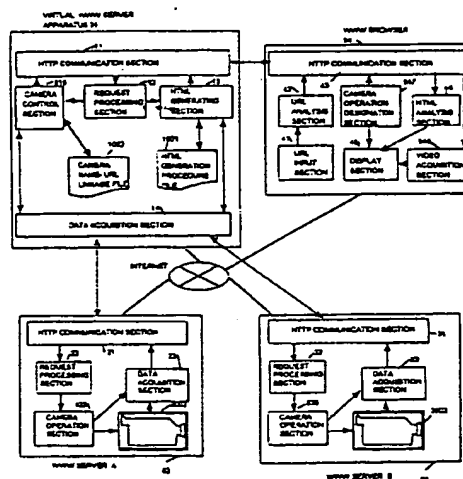 VIRTUAL WWW SERVER
APPARATUS
HTTP COMMUNICATION SECTION
CAMERA
CONTROL
SECTION
REQUEST
PROCESSING
SECTION
HTML
GENERATING
SECTION
CAMERA
NAME-URL
LINKAGE FILE
HTML
GENERATION
PROCEDURE
FILE
DATA ACQUISITION SECTION
WWW BROWSER
HTTP COMMUNICATION SECTION
URL
ANALYSIS
SECTION
CAMERA
OPERATION
SECTION
HTML
ANALYSIS
SECTION
URL
INPUT
SECTION
DISPLAY
SECTION
VIDEO
ACQUISITION
SECTION
INTERNET
HTTP COMMUNICATION SECTION
REQUEST
PROCESSING
SECTION
DATA
ACQUISITION
SECTION
CAMERA
OPERATION
SECTION
WWW SERVER A
HTTP COMMUNICATION SECTION
REQUEST
PROCESSING
SECTION
DATA
ACQUISITION
SECTION
CAMERA
OPERATION
SECTION
WWW SERVER B